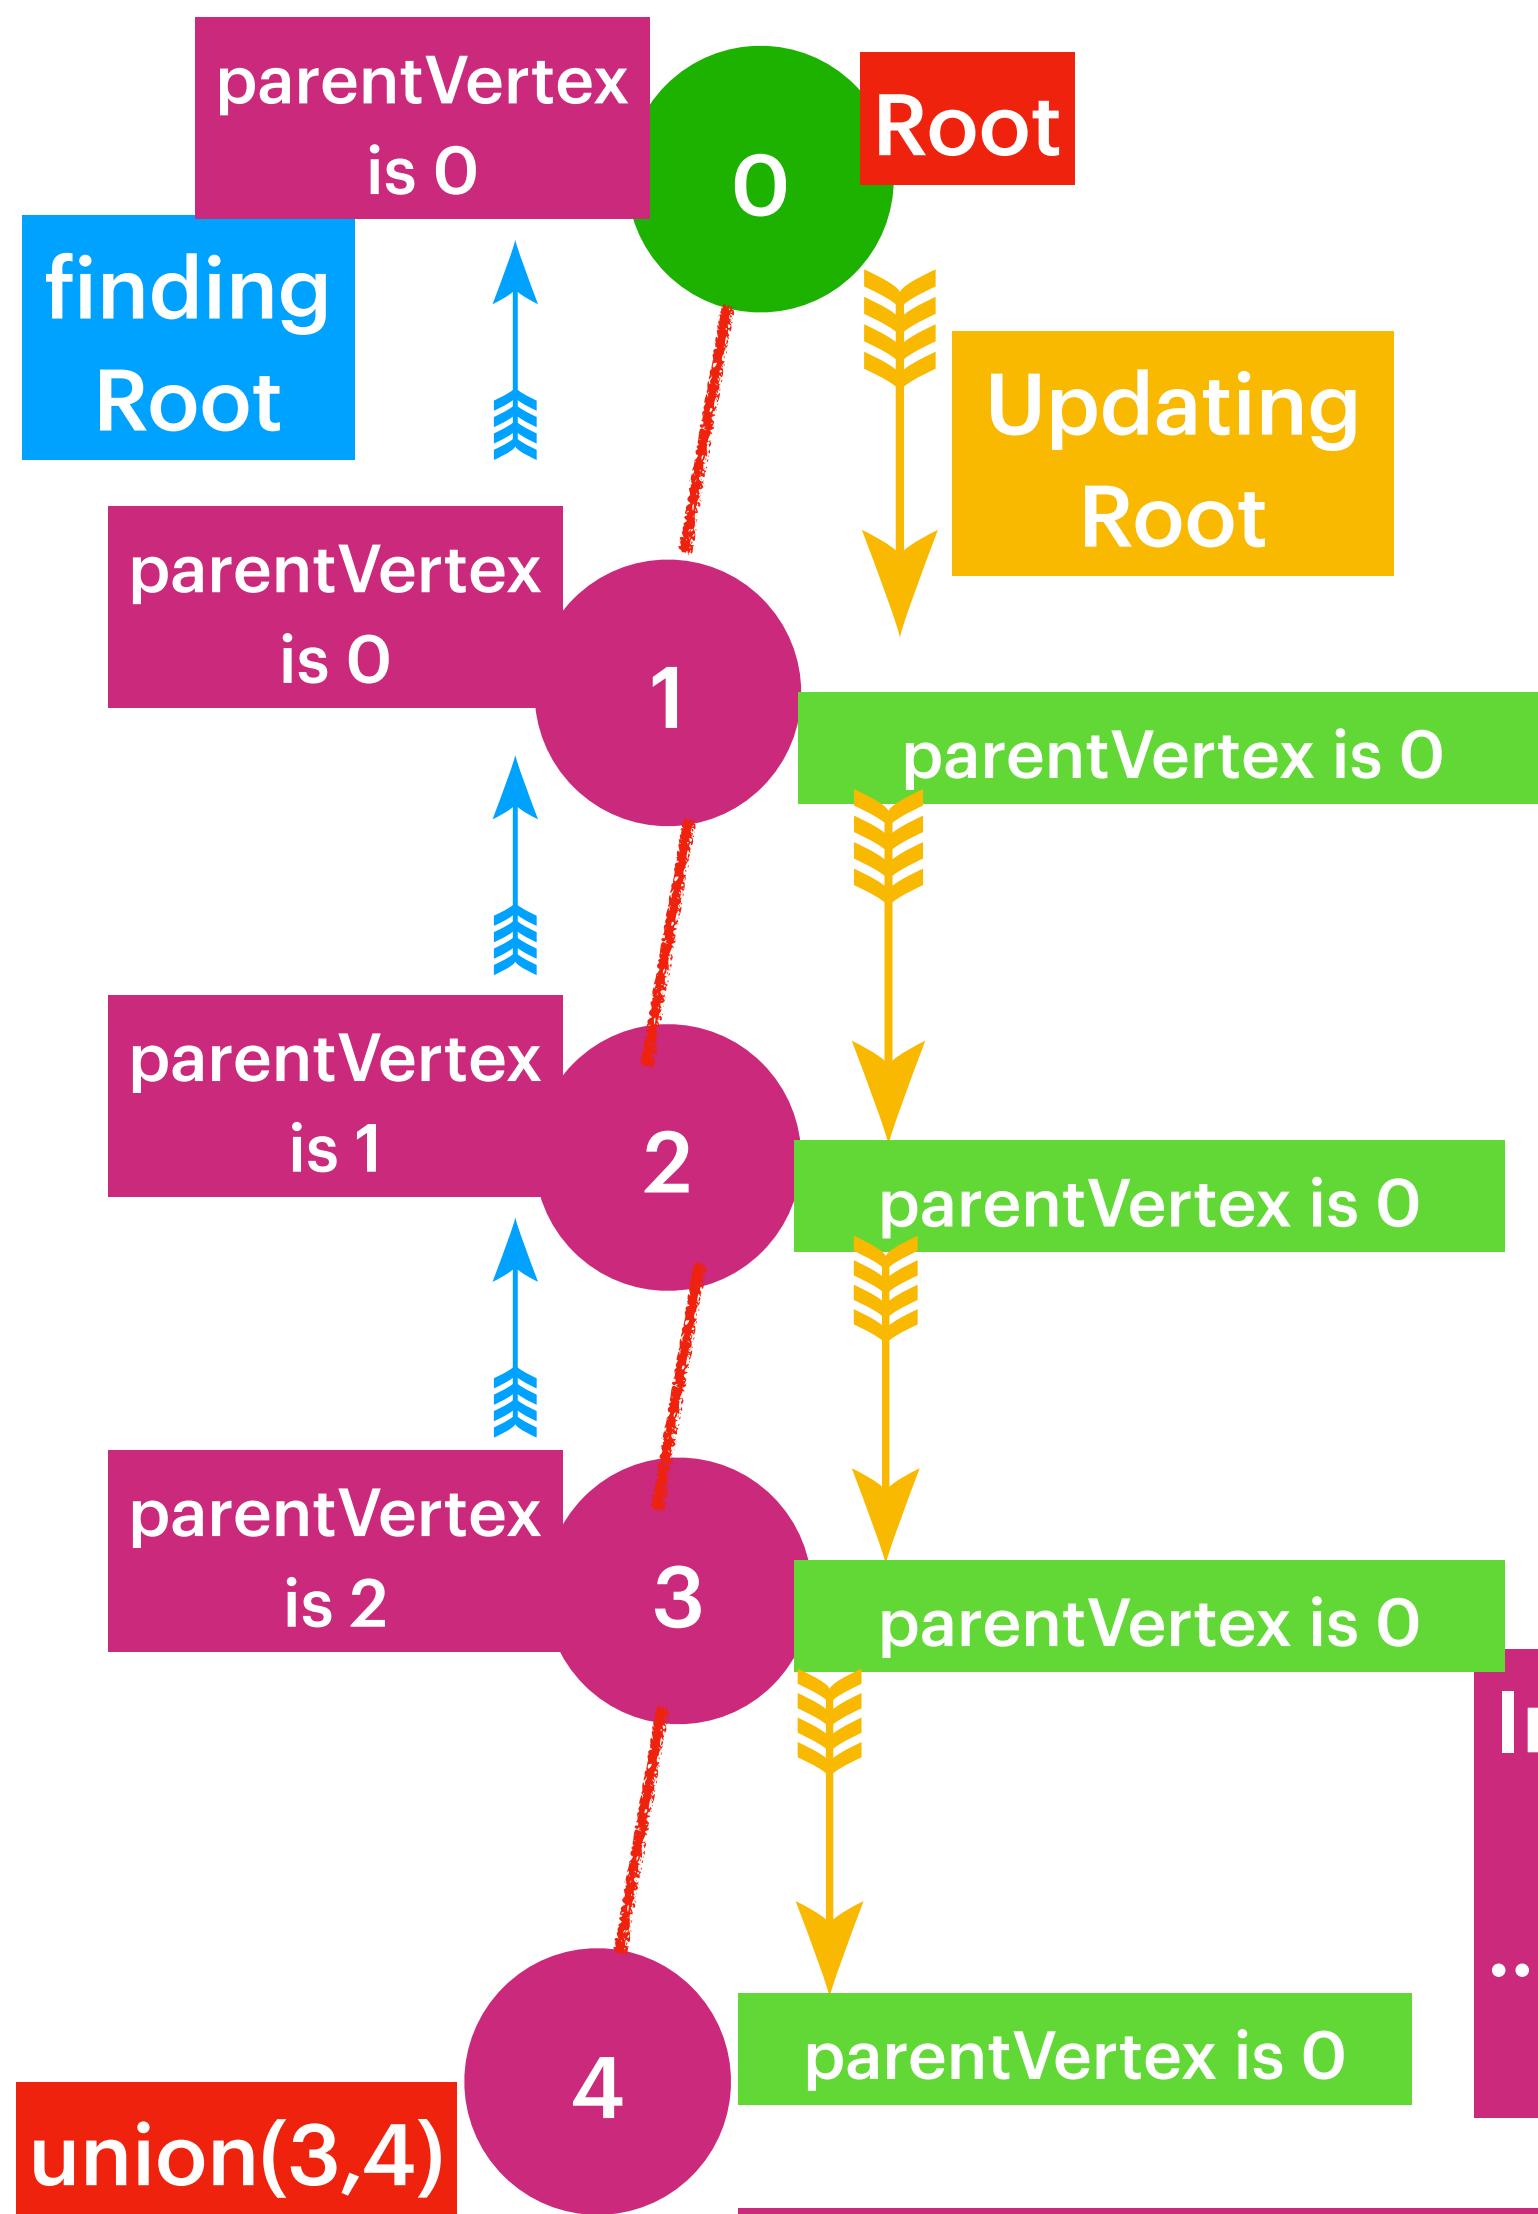 parentVertex
is 0
0
Root
finding
Root
Updating
Root
parentVertex
is 0
1
parentVertex is 0
parentVertex
is 1
2
parentVertex is 0
parentVertex
is 2
3
parentVertex is 0
4
parentVertex is 0
union(3,4)